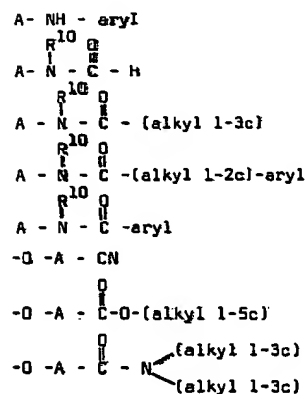 A- NH - aryl
R10 O
A - N - C - H
R10 O
A - N - C - (alkyl 1-3c)
R10 O
A - N - C -(alkyl 1-2c)-aryl
R10 O
A - N - C -aryl
-O -A - CN
O
-O -A - C-O-(alkyl 1-5c)
O
(alkyl 1-3c)
-O -A - C - N
(alkyl 1-3c)